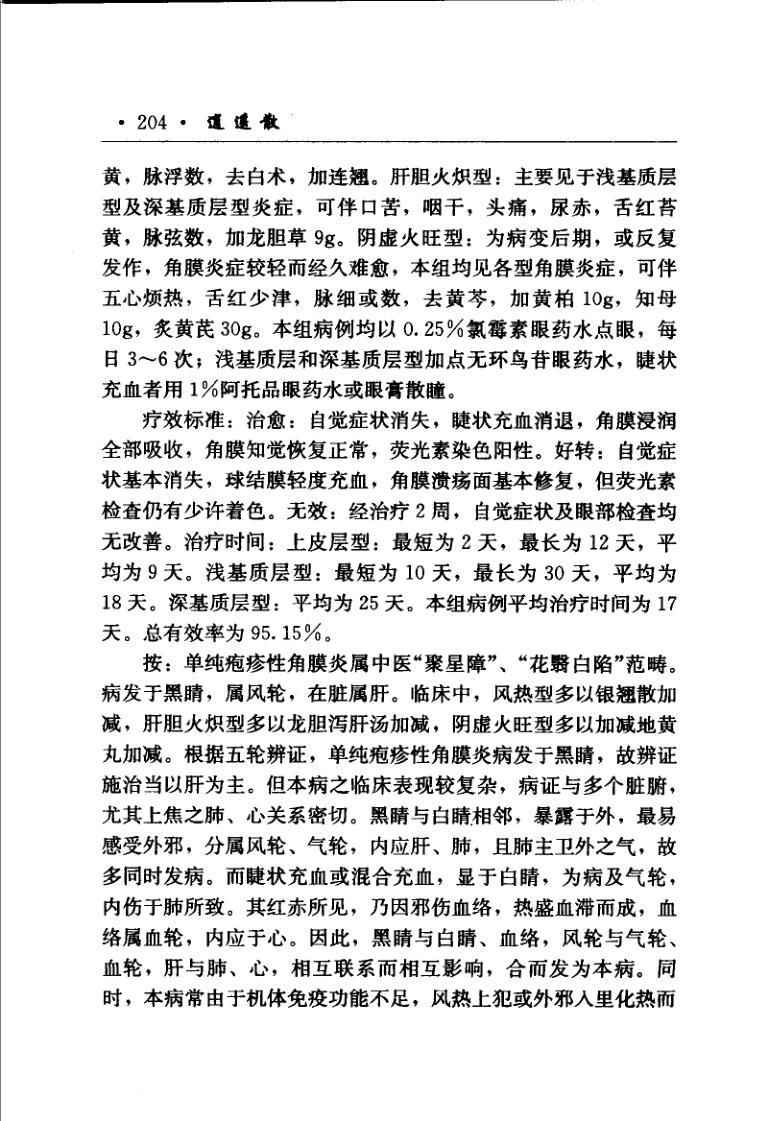 · 204 · 逍遥散
黄，脉浮数，去白术，加连翘。肝胆火炽型：主要见于浅基质层
型及深基质层型炎症，可伴口苦，咽干，头痛，尿赤，舌红苔
黄，脉弦数，加龙胆草 9g。阴虚火旺型：为病变后期，或反复
发作，角膜炎症较轻而经久难愈，本组均见各型角膜炎症，可伴
五心烦热，舌红少津，脉细或数，去黄芩，加黄柏 10g，知母
10g，炙黄芪 30g。本组病例均以 0.25％氯霉素眼药水点眼，每
日 3～6 次；浅基质层和深基质层型加点无环鸟苷眼药水，睫状
充血者用 1％阿托品眼药水或眼膏散瞳。
疗效标准：治愈：自觉症状消失，睫状充血消退，角膜浸润
全部吸收，角膜知觉恢复正常，荧光素染色阳性。好转：自觉症
状基本消失，球结膜轻度充血，角膜溃疡面基本修复，但荧光素
检查仍有少许着色。无效：经治疗 2 周，自觉症状及眼部检查均
无改善。治疗时间：上皮层型：最短为 2 天，最长为 12 天，平
均为 9 天。浅基质层型：最短为 10 天，最长为 30 天，平均为
18 天。深基质层型：平均为 25 天。本组病例平均治疗时间为 17
天。总有效率为 95.15％。
按：单纯疱疹性角膜炎属中医“聚星障”、“花翳白陷”范畴。
病发于黑睛，属风轮，在脏属肝。临床中，风热型多以银翘散加
减，肝胆火炽型多以龙胆泻肝汤加减，阴虚火旺型多以加减地黄
丸加减。根据五轮辨证，单纯疱疹性角膜炎病发于黑睛，故辨证
施治当以肝为主。但本病之临床表现较复杂，病证与多个脏腑，
尤其上焦之肺、心关系密切。黑睛与白睛相邻，暴露于外，最易
感受外邪，分属风轮、气轮，内应肝、肺，且肺主卫外之气，故
多同时发病。而睫状充血或混合充血，显于白睛，为病及气轮，
内伤于肺所致。其红赤所见，乃因邪伤血络，热盛血滞而成，血
络属血轮，内应于心。因此，黑睛与白睛、血络，风轮与气轮、
血轮，肝与肺、心，相互联系而相互影响，合而发为本病。同
时，本病常由于机体免疫功能不足，风热上犯或外邪入里化热而